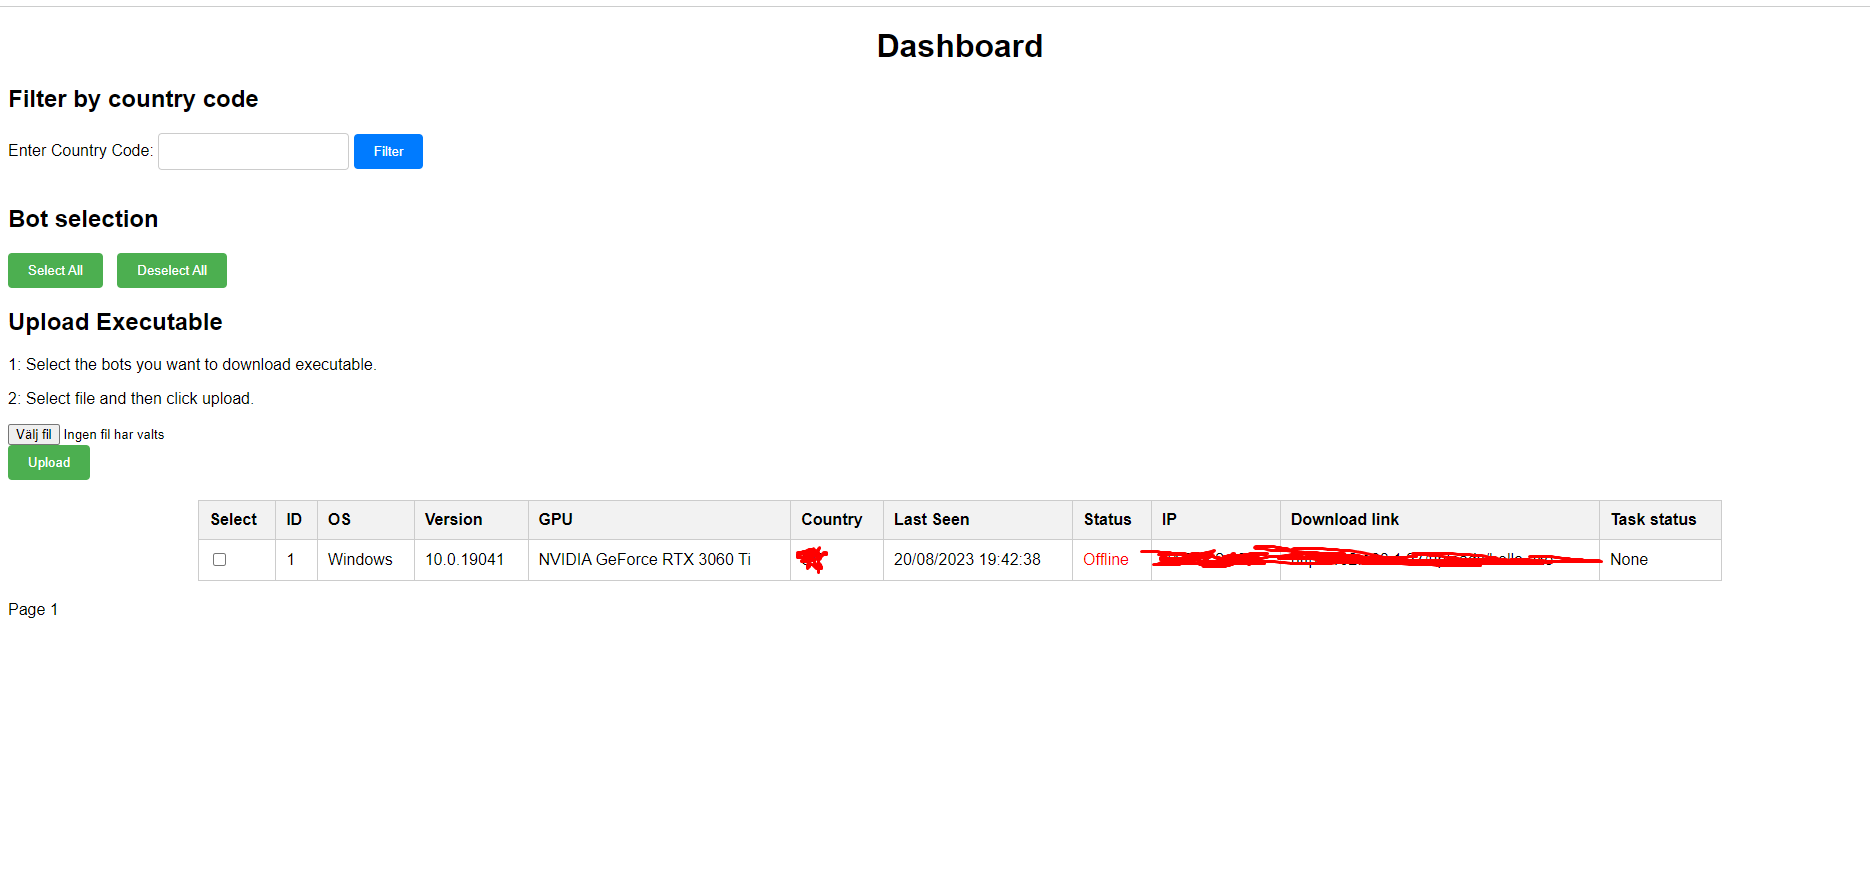 Dashboard
Filter by country code
Enter Country Code: Filter
Bot selection
Select All Deselect All
Upload Executable
1: Select the bots you want to download executable.
2: Select file and then click upload.
Välj fil Ingen fil har valts
Upload
Select ID OS Version GPU Country Last Seen Status IP Download link Task status
1 Windows 10.0.19041 NVIDIA GeForce RTX 3060 Ti 20/08/2023 19:42:38 Offline None
Page 1